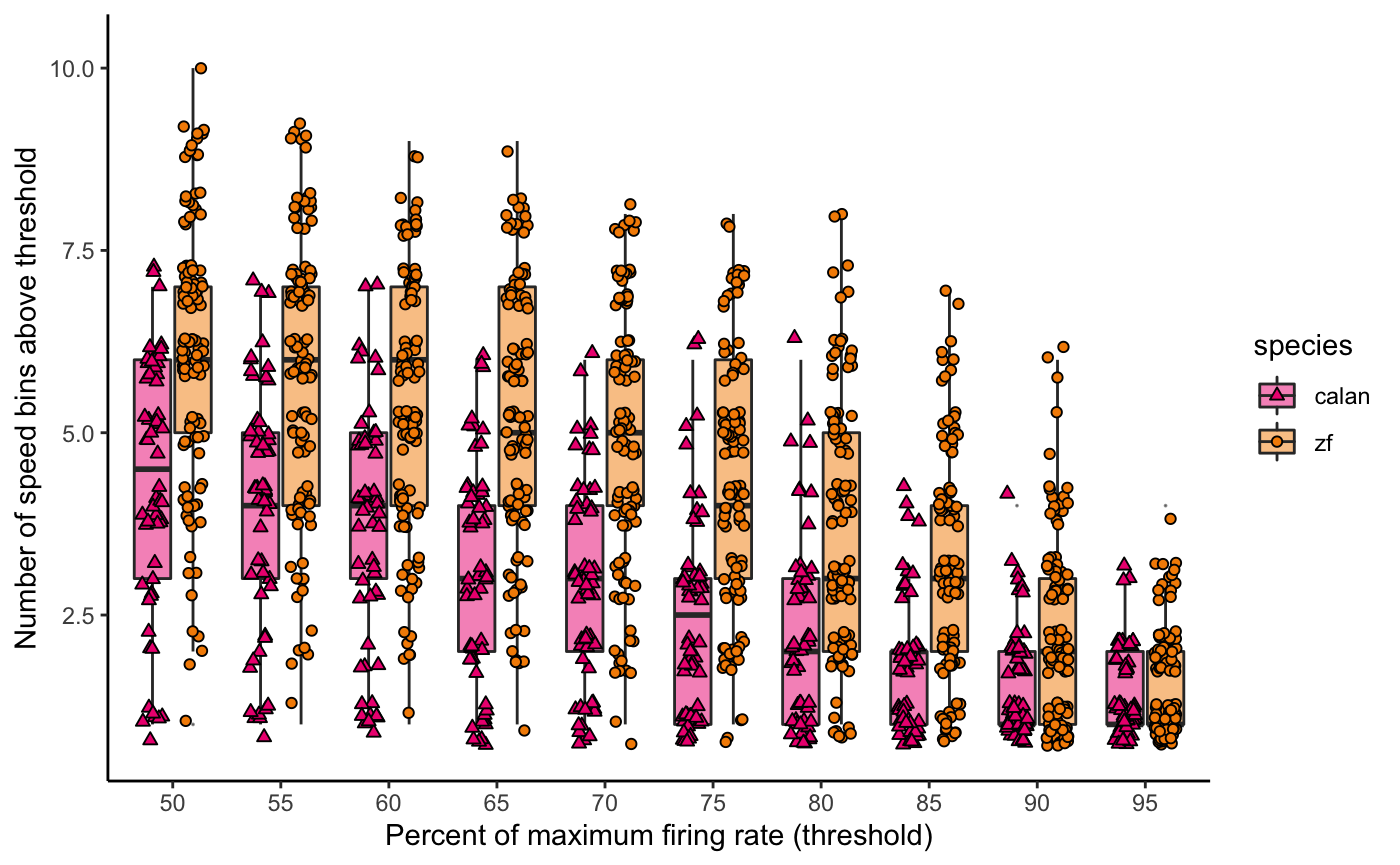 Number of speed bins above threshold
10.0
7.5
5.0
2.5
50 55 60 65 70 75 80 85 90 95
Percent of maximum firing rate (threshold)
species
calan
zf